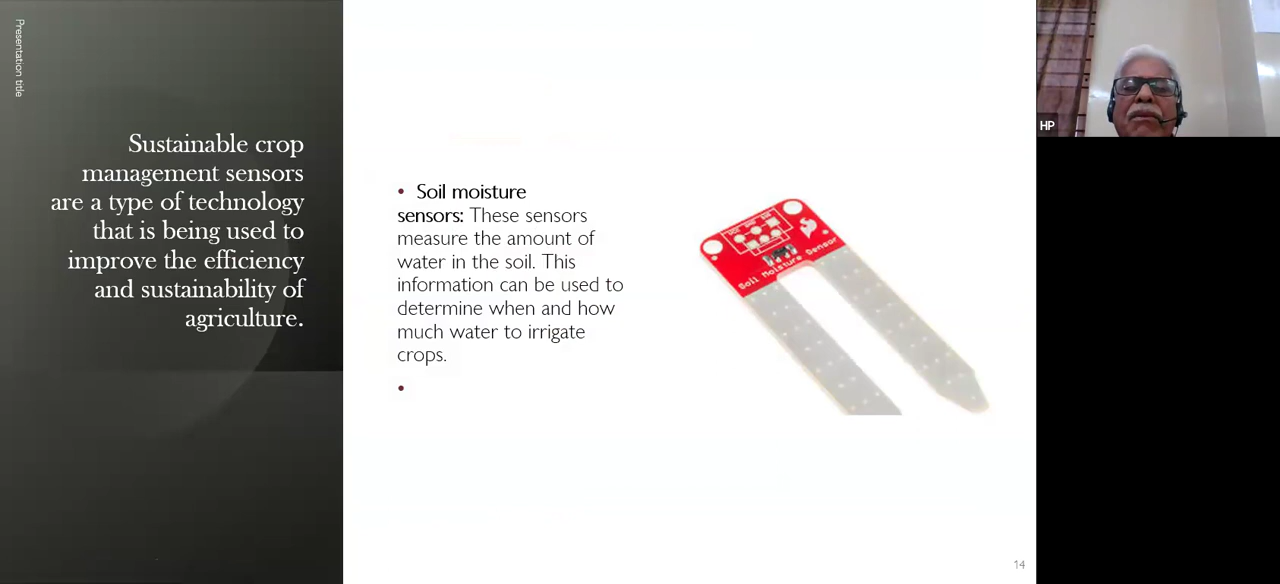 Presentation title
Sustainable crop
management sensors
are a type of technology
that is being used to
improve the efficiency
and sustainability of
agriculture.
• Soil moisture
sensors: These sensors
measure the amount of
water in the soil. This
information can be used to
determine when and how
much water to irrigate
crops.
•
Soil Moisture Sensor
HP
14